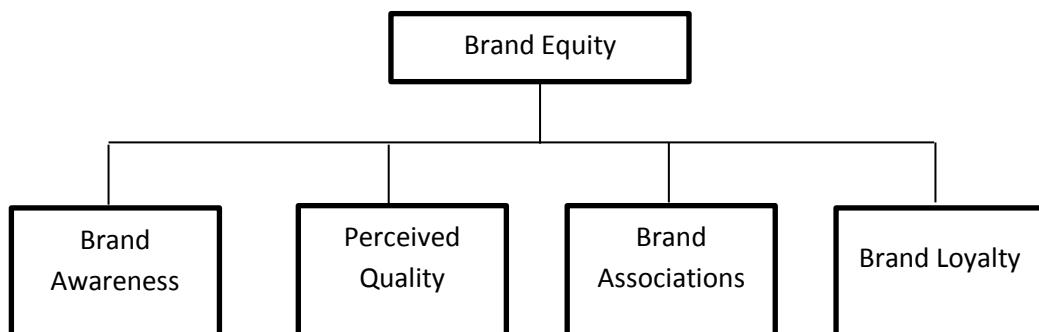 Brand Equity
Brand
Awareness
Perceived
Quality
Brand
Associations
Brand Loyalty